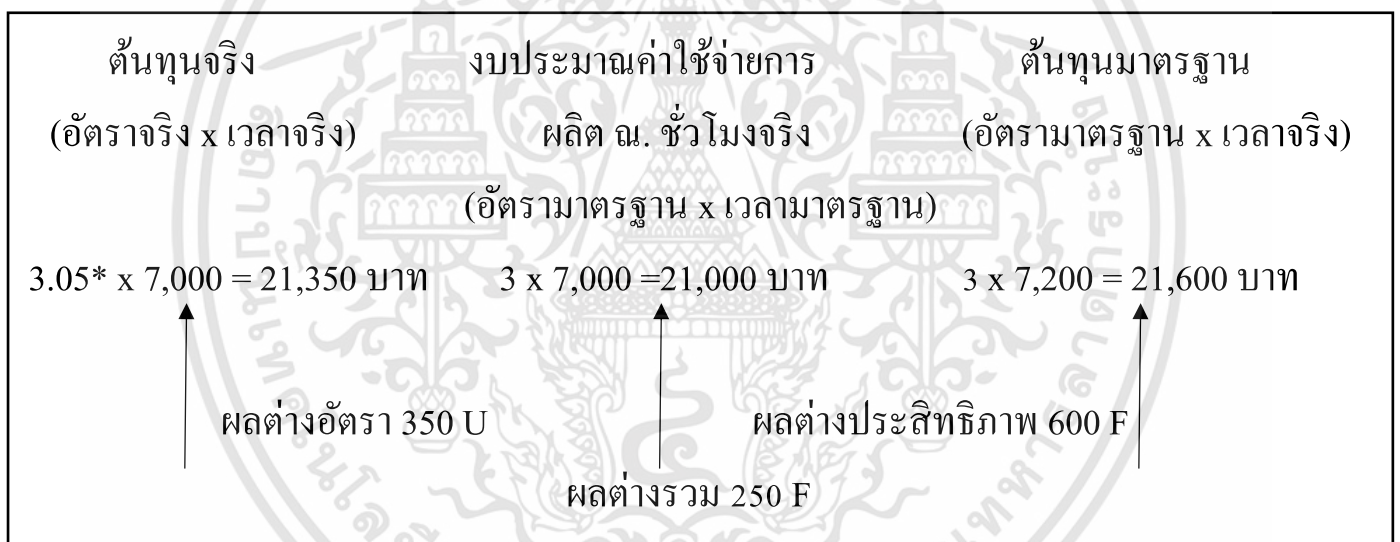 ต้นทุนจริง งบประมาณค่าใช้จ่ายการ ต้นทุนมาตรฐาน
(อัตราจริง x เวลาจริง) ผลิต ณ. ชั่วโมงจริง (อัตรามาตรฐาน x เวลาจริง)
(อัตรามาตรฐาน x เวลามาตรฐาน)
3.05* x 7,000 = 21,350 บาท 3 x 7,000 =21,000 บาท 3 x 7,200 = 21,600 บาท
ผลต่างอัตรา 350 U ผลต่างประสิทธิภาพ 600 F
ผลต่างรวม 250 F